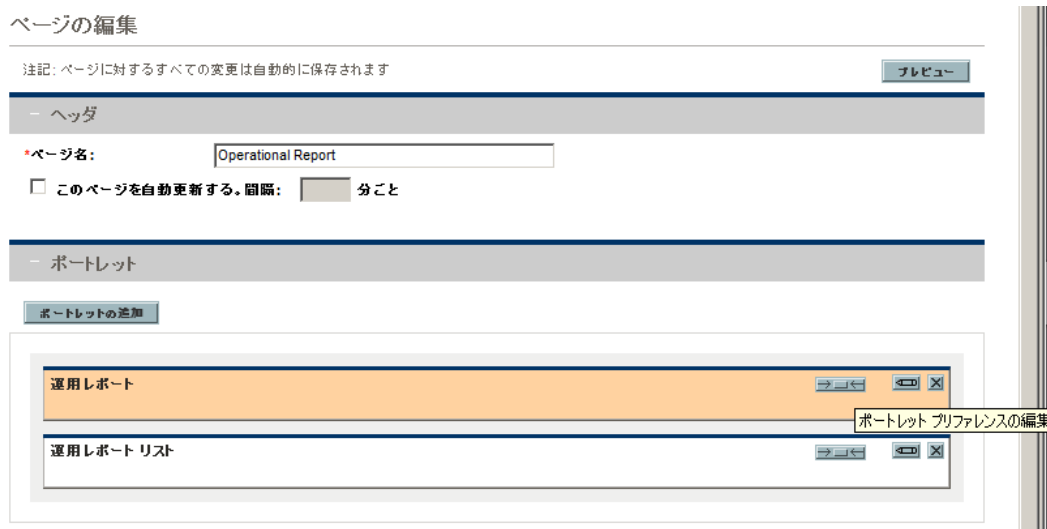 ページの編集
注記: ページに対するすべての変更は自動的に保存されます
プレビュー
− ヘッダ
*ページ名: Operational Report
このページを自動更新する。間隔: 分ごと
− ポートレット
ポートレットの追加
運用レポート
ポートレット プリファレンスの編集
運用レポート リスト